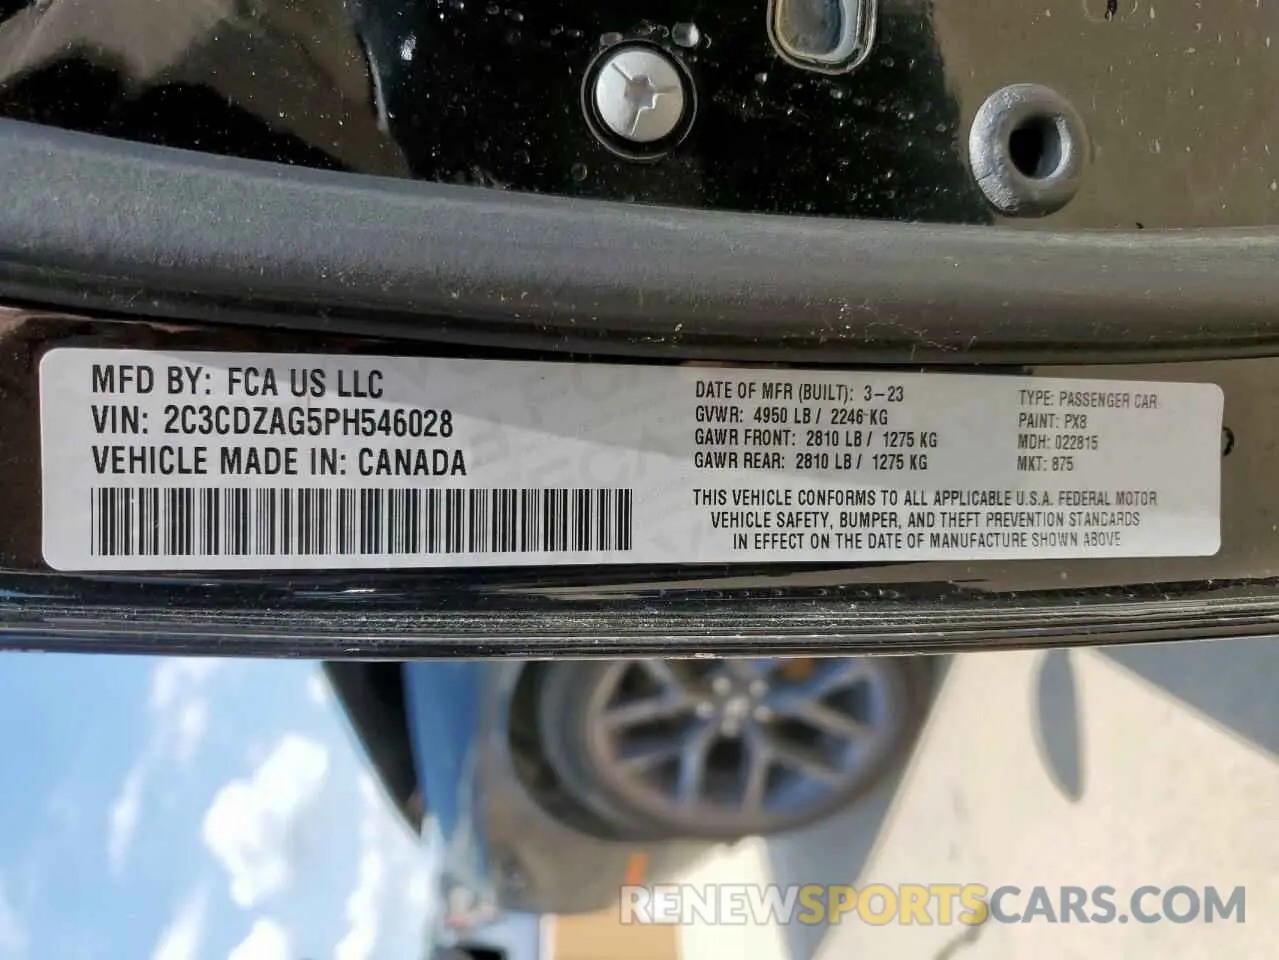 MFD BY: FCA US LLC
VIN: 2C3CDZAG5PH546028
VEHICLE MADE IN: CANADA
DATE OF MFR (BUILT): 3-23
GVWR: 4950 LB / 2246 KG
GAWR FRONT: 2810 LB / 1275 KG
GAWR REAR: 2810 LB / 1275 KG
TYPE: PASSENGER CAR
PAINT: PX8
MDH: 022815
MKT: 875
THIS VEHICLE CONFORMS TO ALL APPLICABLE U.S.A. FEDERAL MOTOR
VEHICLE SAFETY, BUMPER, AND THEFT PREVENTION STANDARDS
IN EFFECT ON THE DATE OF MANUFACTURE SHOWN ABOVE
RENEWSPORTSCARS.COM